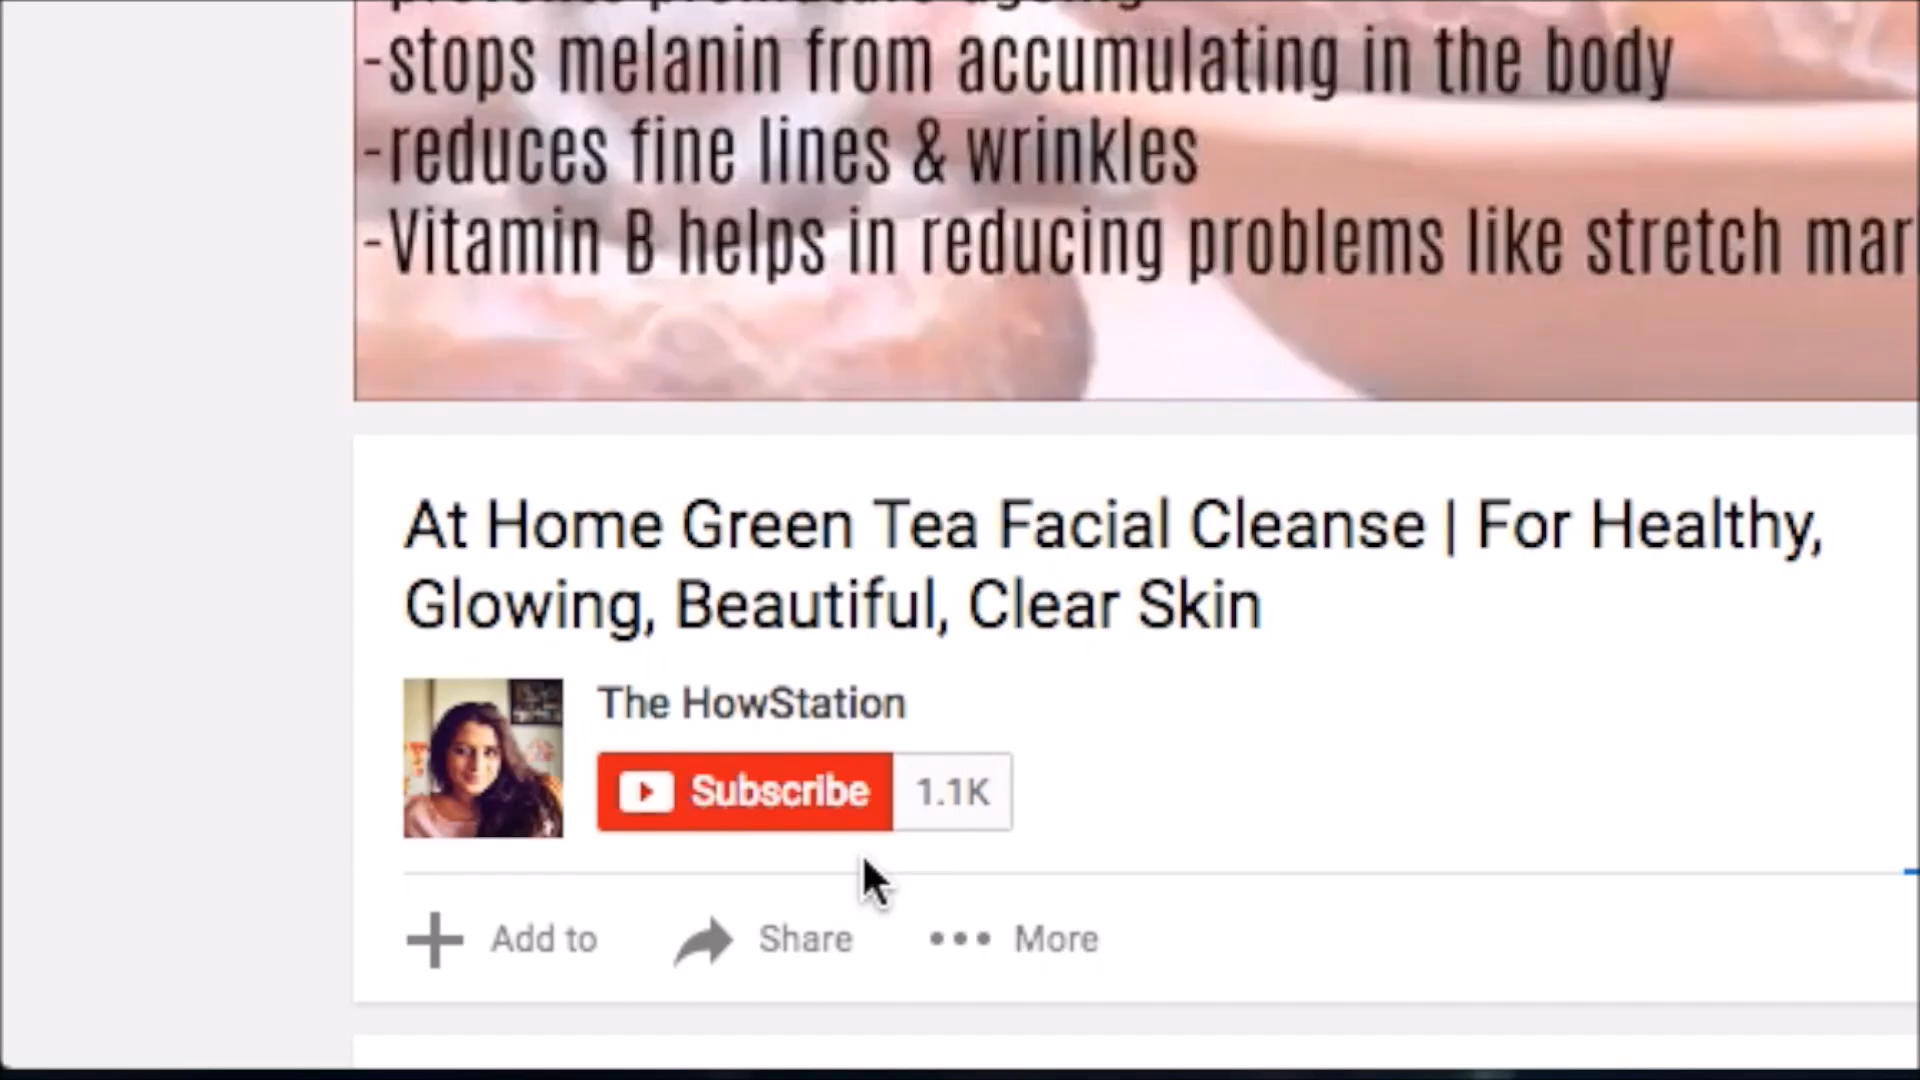 -stops melanin from accumulating in the body
-reduces fine lines & wrinkles
-Vitamin B helps in reducing problems like stretch
At Home Green Tea Facial Cleanse | For Healthy,
Glowing, Beautiful, Clear Skin
The HowStation
Subscribe 1.1K
Add to Share More